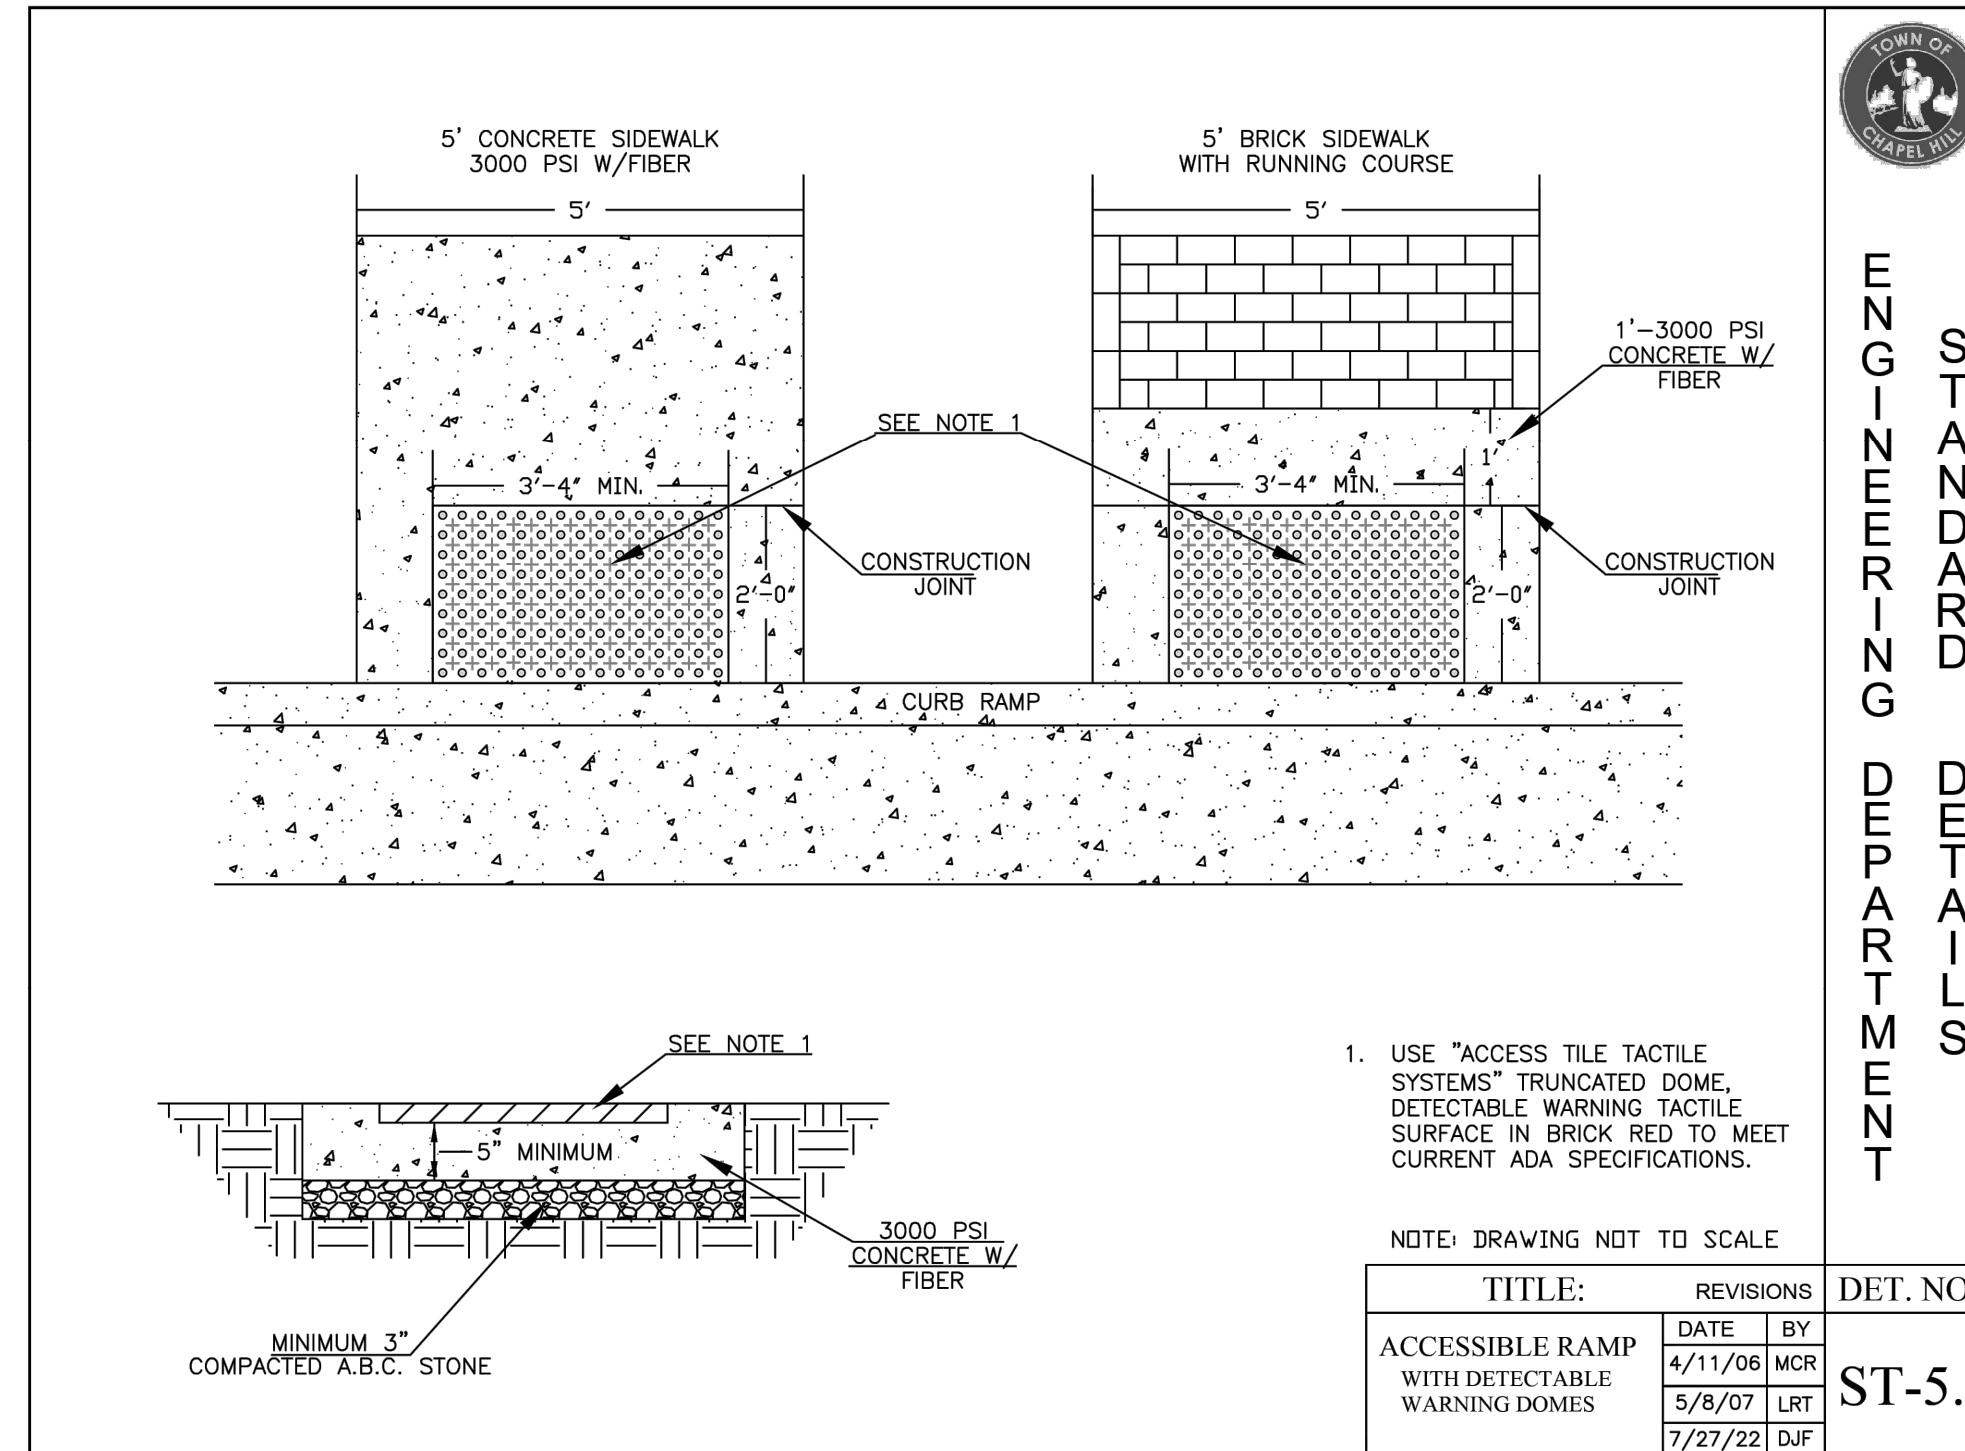 TOWN OF
CHAPEL HILL
5' CONCRETE SIDEWALK
3000 PSI W/FIBER
5' BRICK SIDEWALK
WITH RUNNING COURSE
5'
5'
1'-3000 PSI
CONCRETE W/
FIBER
SEE NOTE 1
1'
3'-4" MIN.
3'-4" MIN.
CONSTRUCTION
JOINT
CONSTRUCTION
JOINT
2'-0"
2'-0"
CURB RAMP
SEE NOTE 1
5" MINIMUM
3000 PSI
CONCRETE W/
FIBER
MINIMUM 3"
COMPACTED A.B.C. STONE
1. USE "ACCESS TILE TACTILE
SYSTEMS" TRUNCATED DOME,
DETECTABLE WARNING TACTILE
SURFACE IN BRICK RED TO MEET
CURRENT ADA SPECIFICATIONS.
NOTE: DRAWING NOT TO SCALE
ENGINEERING DEPARTMENT
STANDARD DETAILS
TITLE:
REVISIONS
DET. NO
ACCESSIBLE RAMP
WITH DETECTABLE
WARNING DOMES
DATE BY
4/11/06 MCR
5/8/07 LRT
7/27/22 DJF
ST-5.